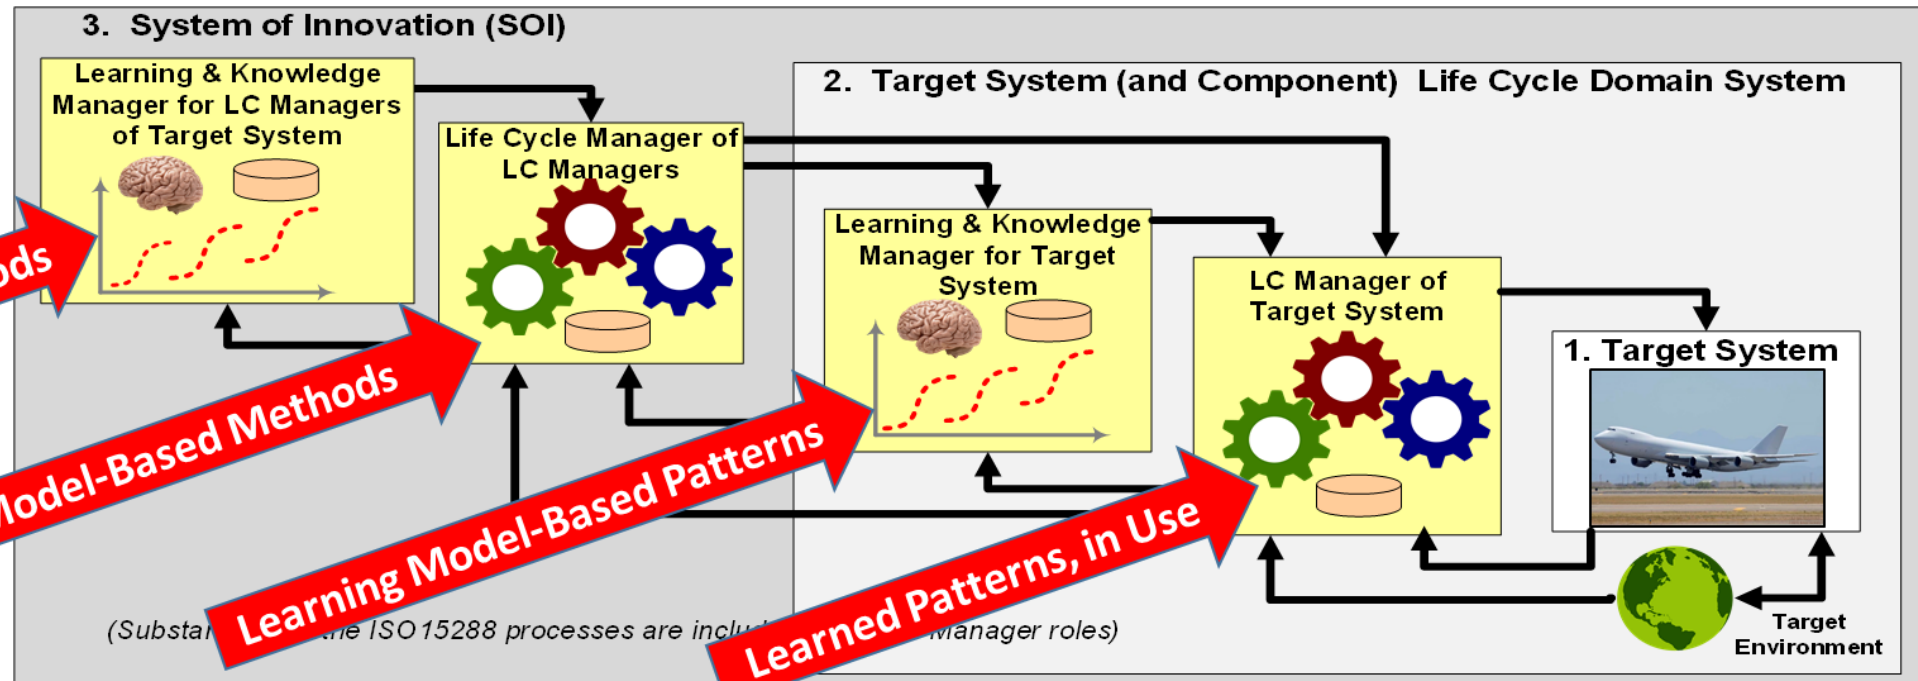 3. System of Innovation (SOI)
Learning & Knowledge
Manager for LC Managers
of Target System
Life Cycle Manager of
LC Managers
2. Target System (and Component) Life Cycle Domain System
Learning & Knowledge
Manager for Target
System
LC Manager of
Target System
1. Target System
Model-Based Methods
Learning Model-Based Patterns
Learned Patterns, in Use
(Substan the ISO15288 processes are includ Manager roles)
Target
Environment